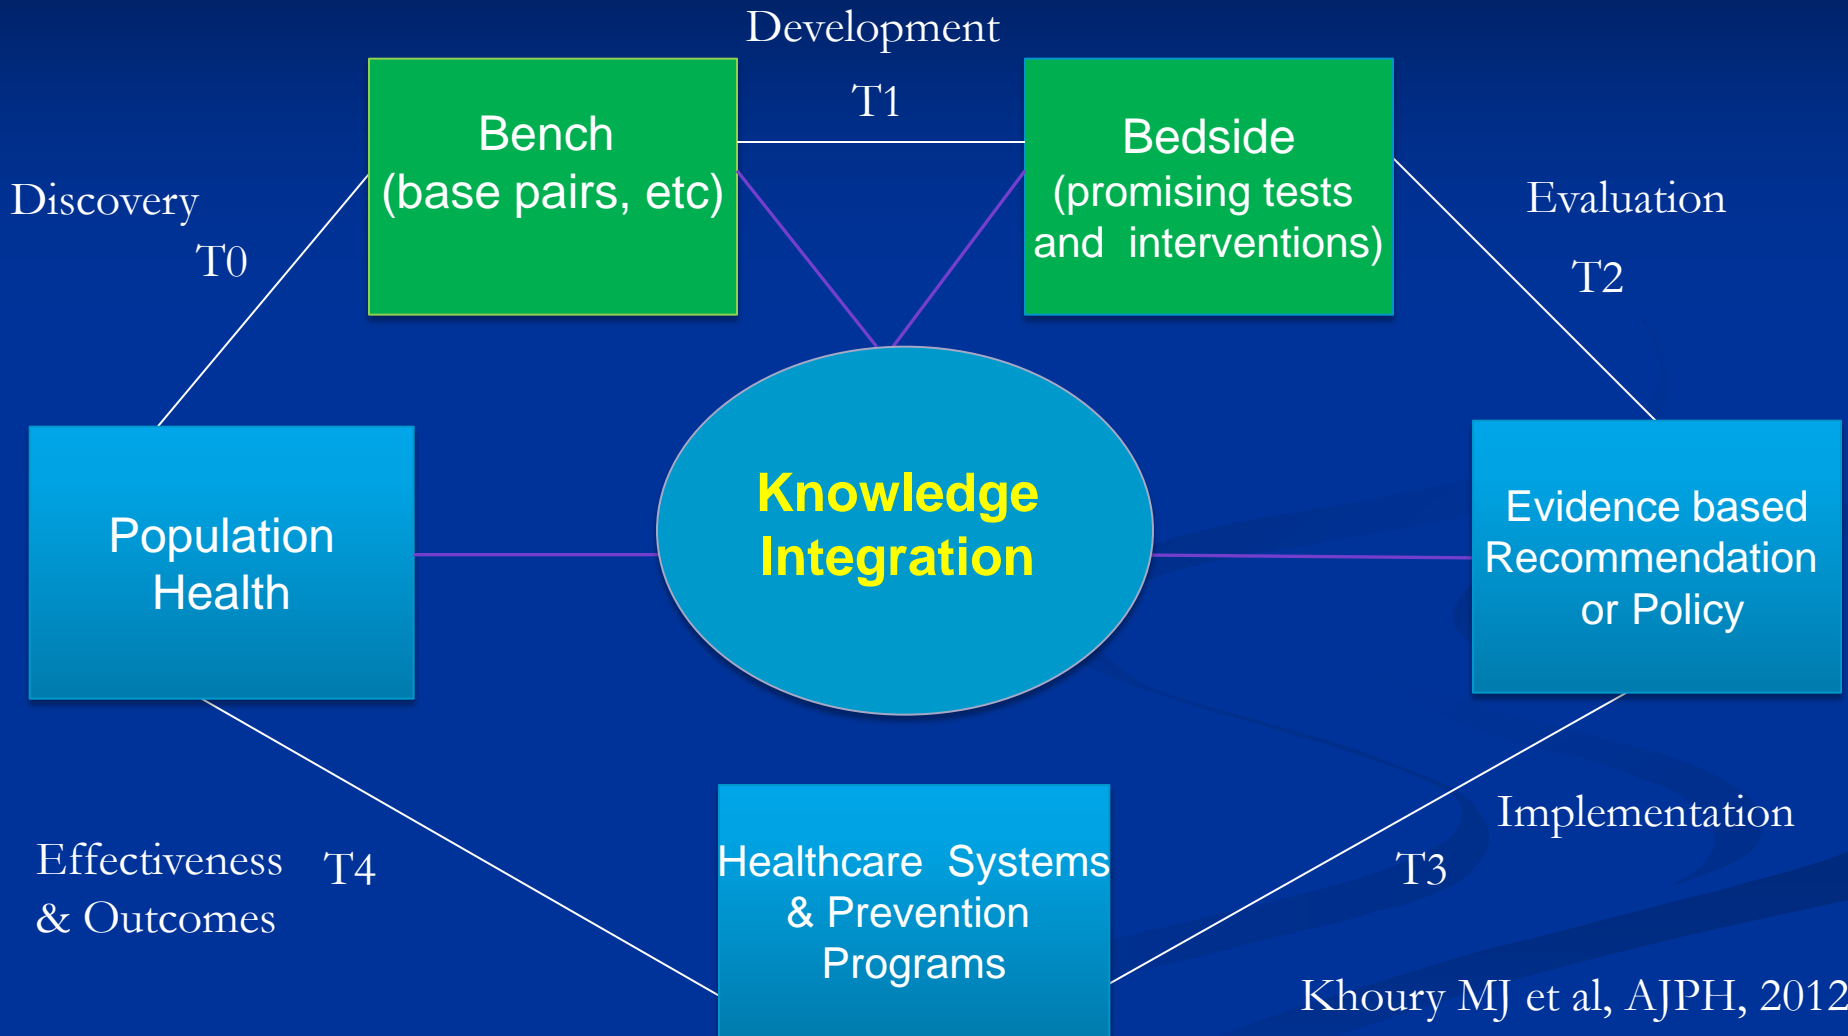 Development
T1
Bench
(base pairs, etc)
Bedside
(promising tests
and interventions)
Discovery
T0
Evaluation
T2
Knowledge
Integration
Population
Health
Evidence based
Recommendation
or Policy
Effectiveness
& Outcomes
T4
Healthcare Systems
& Prevention
Programs
Implementation
T3
Khoury MJ et al, AJPH, 2012